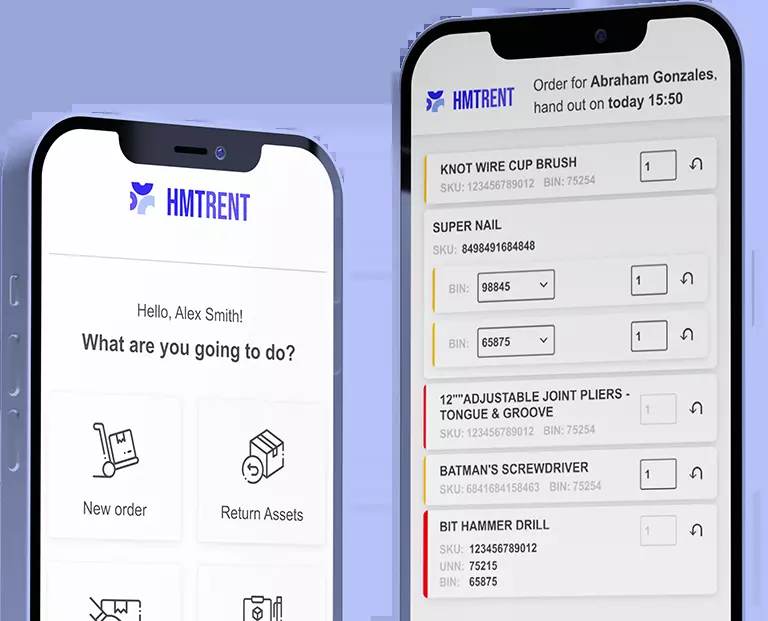 HMTRENT
Hello, Alex Smith!
What are you going to do?
New order
Return Assets
HMTRENT
Order for Abraham Gonzales,
hand out on today 15:50
KNOT WIRE CUP BRUSH
SKU: 123456789012 BIN: 75254
1
SUPER NAIL
SKU: 8498491684848
BIN: 98845
1
BIN: 65875
1
12""ADJUSTABLE JOINT PLIERS -
TONGUE & GROOVE
SKU: 123456789012 BIN: 75254
1
BATMAN'S SCREWDRIVER
SKU: 6841684158463 BIN: 75254
1
BIT HAMMER DRILL
SKU: 123456789012
UNN: 75215
BIN: 65875
1